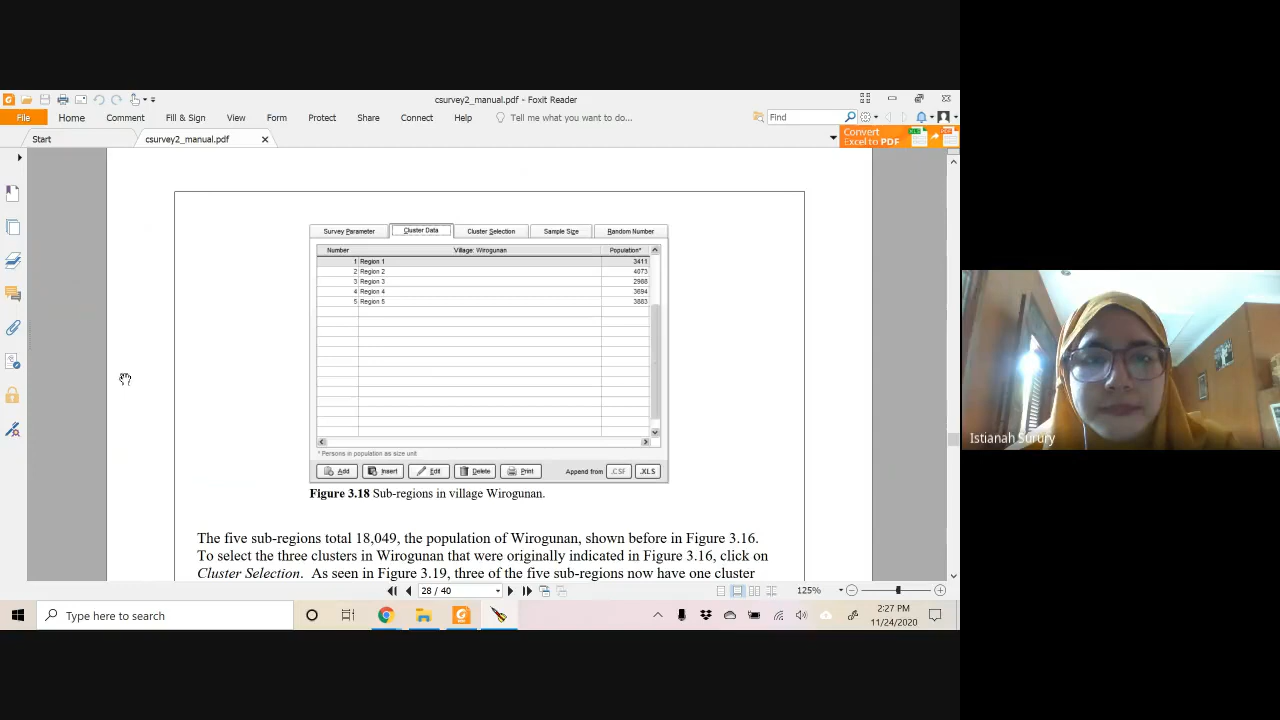 csurvey2_manual.pdf - Foxit Reader
File Home Comment Fill & Sign View Form Protect Share Connect Help Tell me what you want to do... Find
Start csurvey2_manual.pdf Convert Excel to PDF
Survey Parameter Cluster Data Cluster Selection Sample Size Random Number
Number Village: Wirogunan Population*
1 Region 1 3411
2 Region 2 4073
3 Region 3 2988
4 Region 4 3694
5 Region 5 3883
* Persons in population as size unit
Add Insert Edit Delete Print Append from .CSF .XLS
Figure 3.18 Sub-regions in village Wirogunan.
The five sub-regions total 18,049, the population of Wirogunan, shown before in Figure 3.16.
To select the three clusters in Wirogunan that were originally indicated in Figure 3.16, click on
Cluster Selection. As seen in Figure 3.19, three of the five sub-regions now have one cluster
28 / 40 125%
Type here to search 2:27 PM
11/24/2020
Istianah Surury